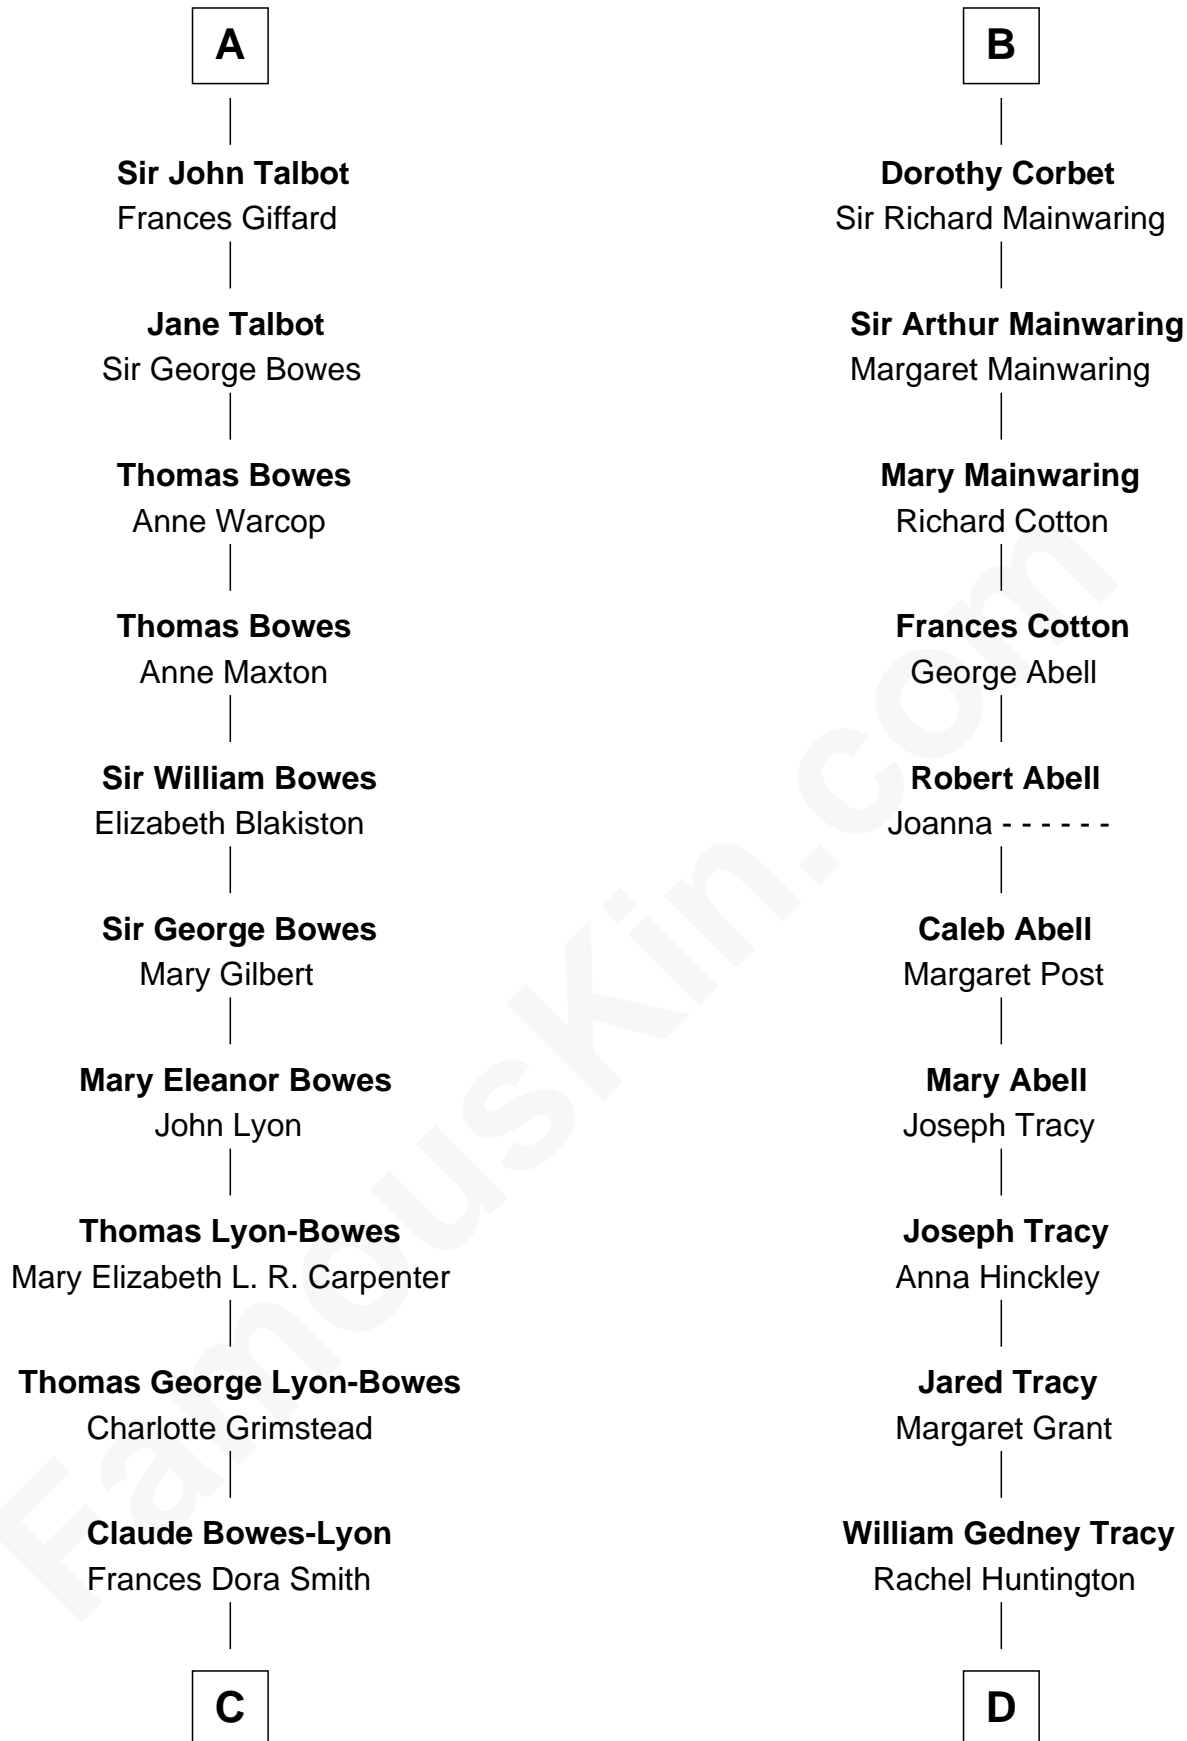 A
Sir John Talbot
Frances Giffard
Jane Talbot
Sir George Bowes
Thomas Bowes
Anne Warcop
Thomas Bowes
Anne Maxton
Sir William Bowes
Elizabeth Blakiston
Sir George Bowes
Mary Gilbert
Mary Eleanor Bowes
John Lyon
Thomas Lyon-Bowes
Mary Elizabeth L. R. Carpenter
Thomas George Lyon-Bowes
Charlotte Grimstead
Claude Bowes-Lyon
Frances Dora Smith
C
B
Dorothy Corbet
Sir Richard Mainwaring
Sir Arthur Mainwaring
Margaret Mainwaring
Mary Mainwaring
Richard Cotton
Frances Cotton
George Abell
Robert Abell
Joanna - - - - - -
Caleb Abell
Margaret Post
Mary Abell
Joseph Tracy
Joseph Tracy
Anna Hinckley
Jared Tracy
Margaret Grant
William Gedney Tracy
Rachel Huntington
D
FamousKin.com